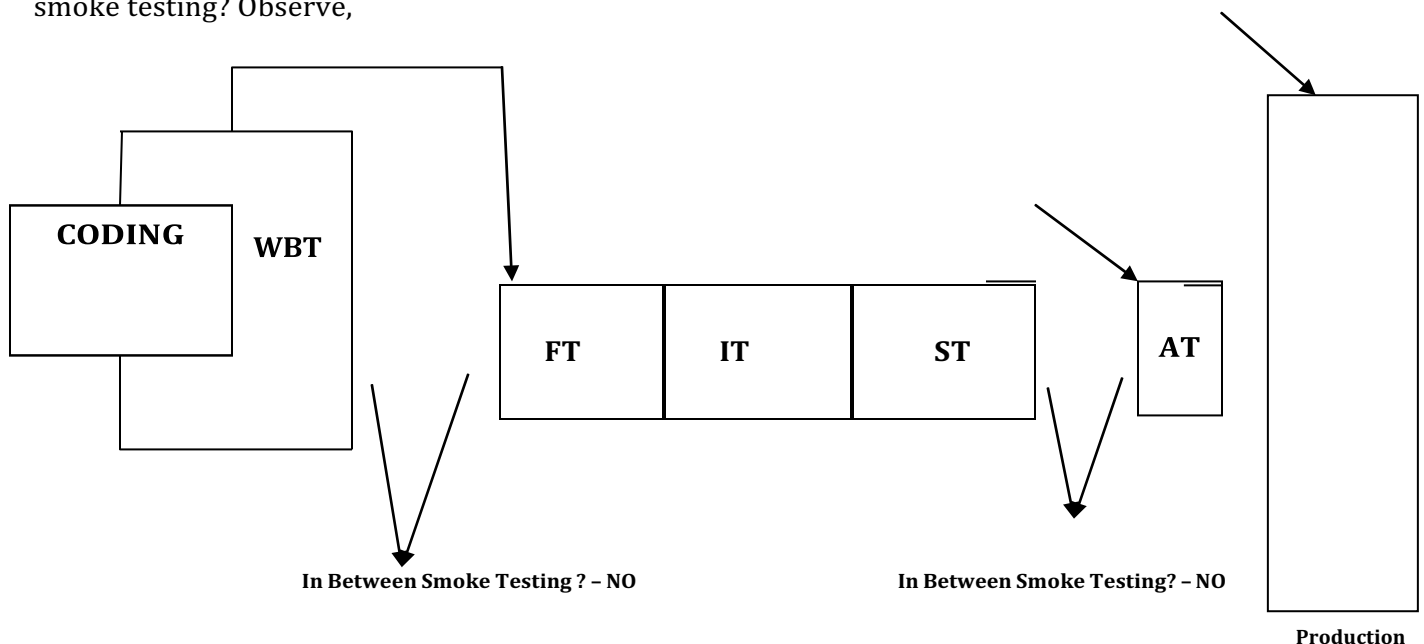 smoke testing? Observe,
CODING
WBT
FT
IT
ST
AT
In Between Smoke Testing ? – NO
In Between Smoke Testing? – NO
Production